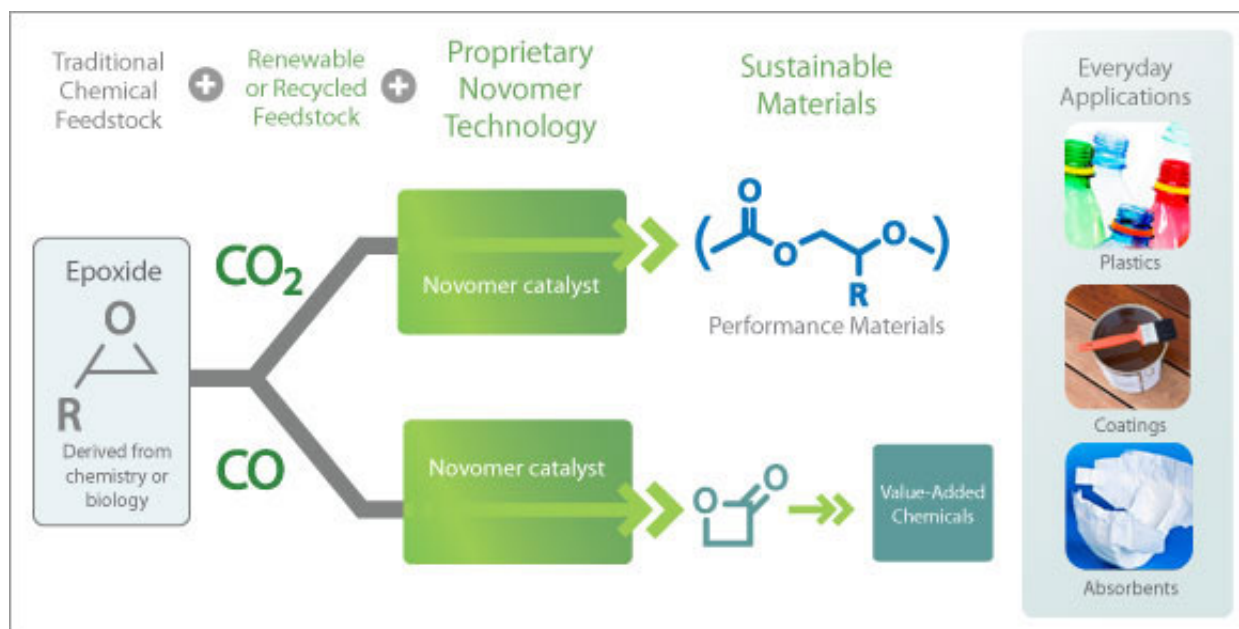 Traditional
Chemical
Feedstock
+
Renewable
or Recycled
Feedstock
+
Proprietary
Novomer
Technology
Sustainable
Materials
Everyday
Applications
Epoxide
O
R
Derived from
chemistry or
biology
CO₂
Novomer catalyst
O
O
O
R
Performance Materials
CO
Novomer catalyst
O
O
Value-Added
Chemicals
Plastics
Coatings
Absorbents